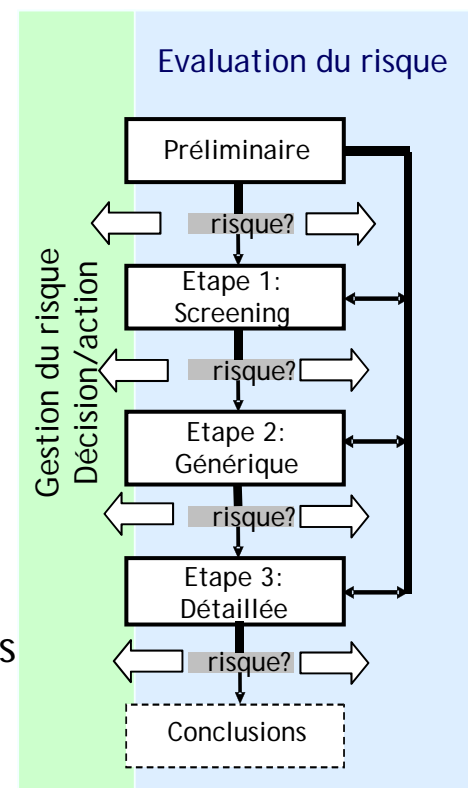 Evaluation du risque
Préliminaire
risque?
Etape 1:
Screening
risque?
Etape 2:
Générique
risque?
Etape 3:
Détaillée
risque?
Conclusions
Gestion du risque
Décision/action
s